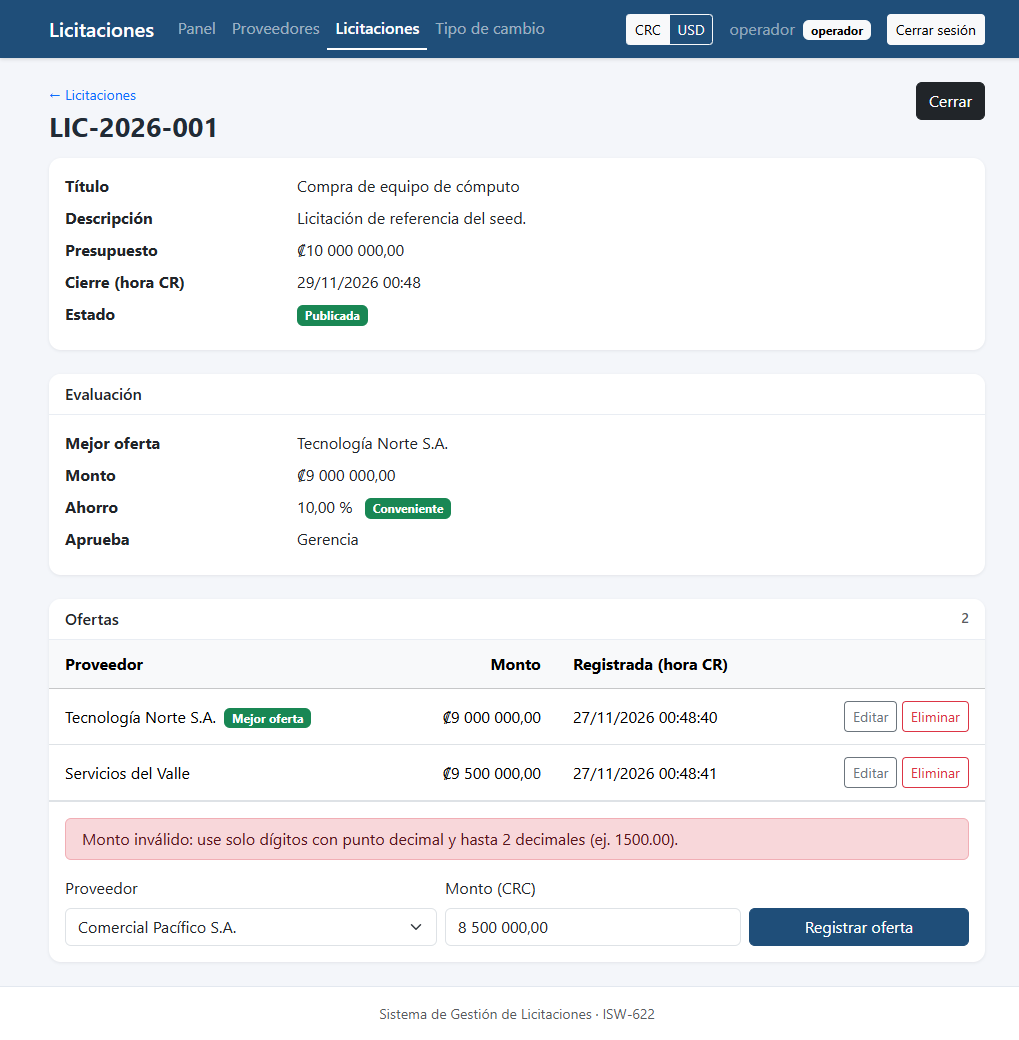 Licitaciones Panel Proveedores Licitaciones Tipo de cambio CRC USD operador operador Cerrar sesión
← Licitaciones
Cerrar
LIC-2026-001
Título Compra de equipo de cómputo
Descripción Licitación de referencia del seed.
Presupuesto ₡10 000 000,00
Cierre (hora CR) 29/11/2026 00:48
Estado Publicada
Evaluación
Mejor oferta Tecnología Norte S.A.
Monto ₡9 000 000,00
Ahorro 10,00 % Conveniente
Aprueba Gerencia
Ofertas 2
Proveedor Monto Registrada (hora CR)
Tecnología Norte S.A. Mejor oferta ₡9 000 000,00 27/11/2026 00:48:40 Editar Eliminar
Servicios del Valle ₡9 500 000,00 27/11/2026 00:48:41 Editar Eliminar
Monto inválido: use solo dígitos con punto decimal y hasta 2 decimales (ej. 1500.00).
Proveedor Monto (CRC)
Comercial Pacífico S.A. 8 500 000,00 Registrar oferta
Sistema de Gestión de Licitaciones · ISW-622